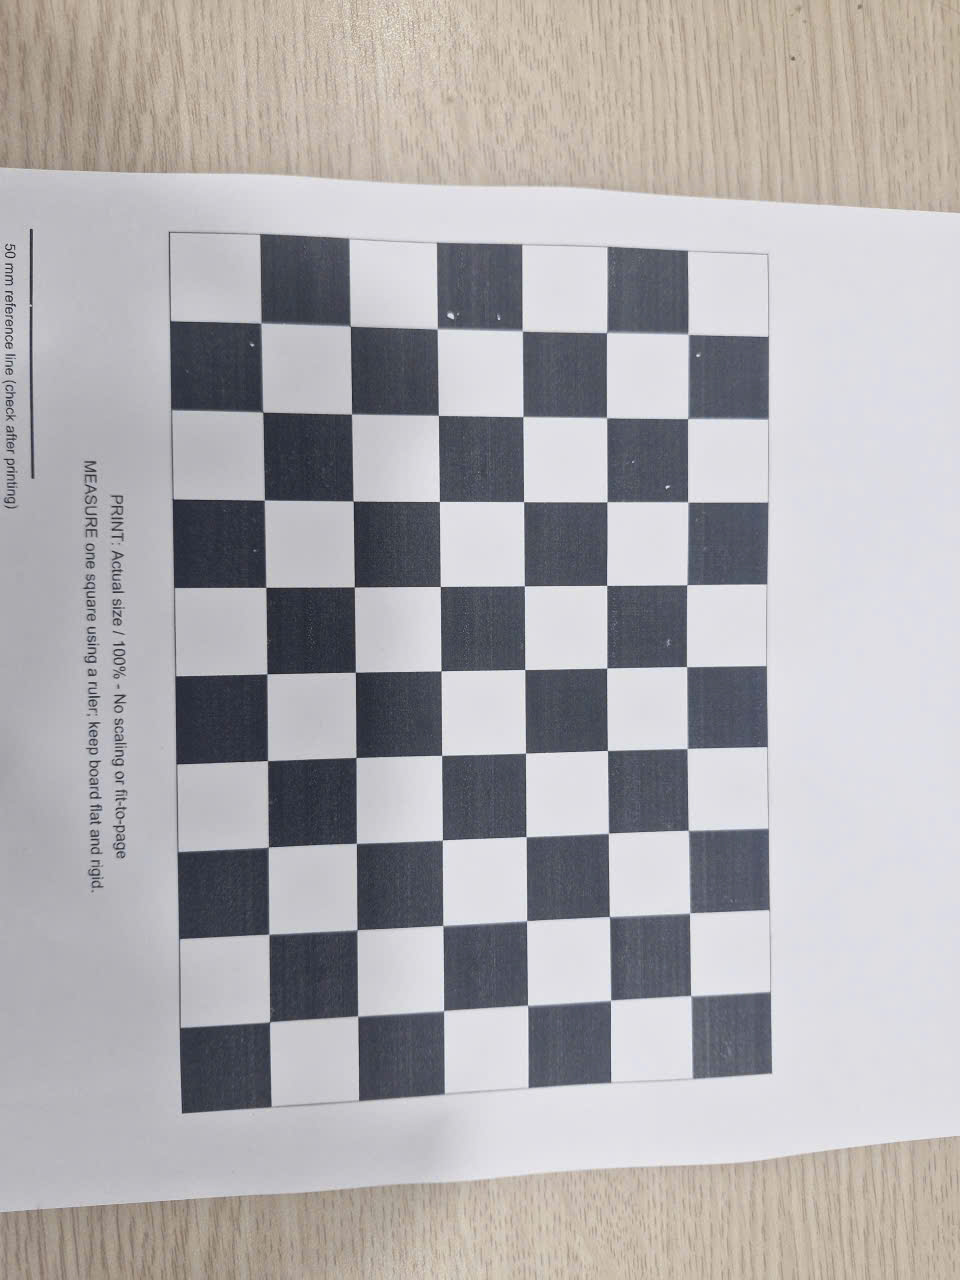 PRINT: Actual size / 100% - No scaling or fit-to-page
MEASURE one square using a ruler; keep board flat and rigid.
50 mm reference line (check after printing)